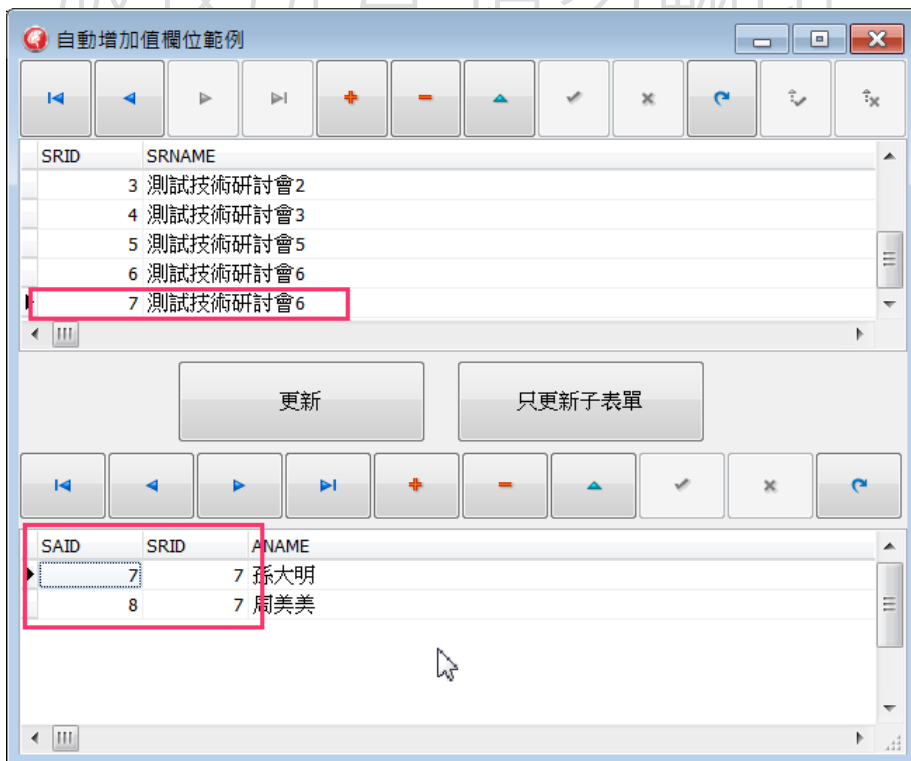 自動增加值欄位範例
SRID SRNAME
3 測試技術研討會2
4 測試技術研討會3
5 測試技術研討會5
6 測試技術研討會6
7 測試技術研討會6
更新 只更新子表單
SAID SRID ANAME
7 7 孫大明
8 7 周美美